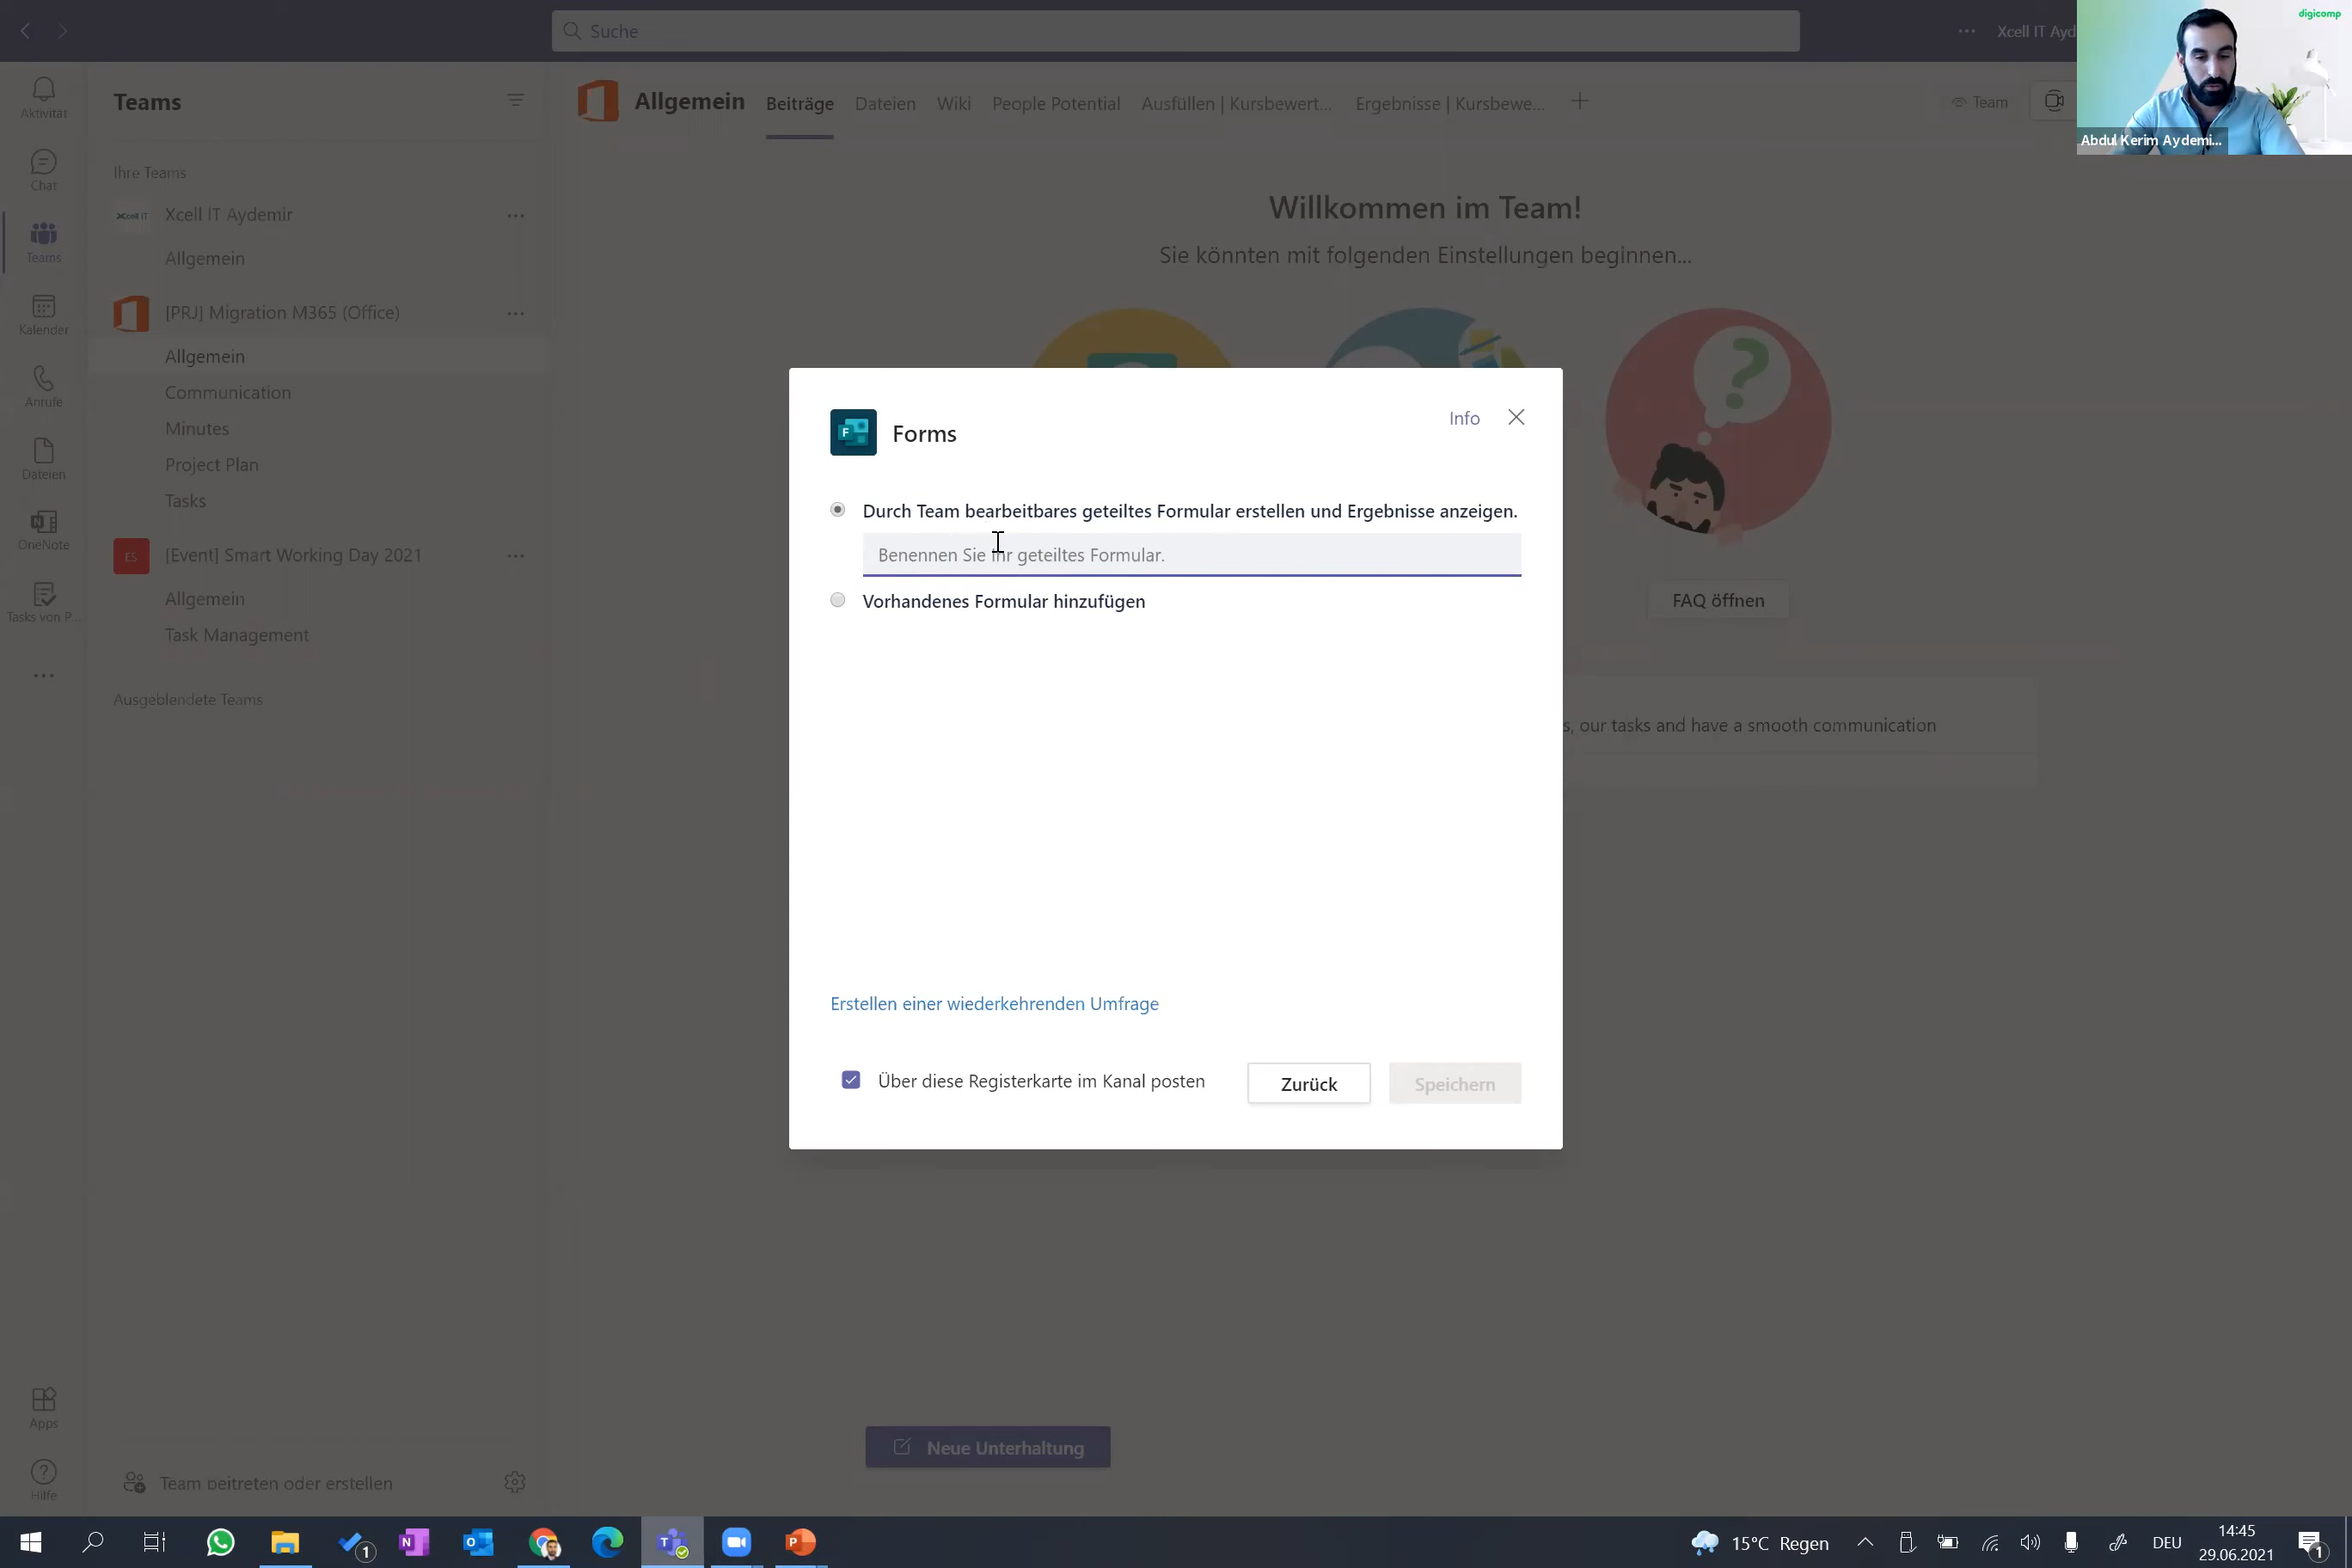 Suche
Xcell IT Ayd
digicomp
Abdul Kerim Aydemi...
Aktivität
Chat
Teams
Kalender
Anrufe
Dateien
OneNote
Tasks von P...
Apps
Hilfe
Teams
Ihre Teams
Xcell IT
Xcell IT Aydemir
Allgemein
[PRJ] Migration M365 (Office)
Allgemein
Communication
Minutes
Project Plan
Tasks
ES
[Event] Smart Working Day 2021
Allgemein
Task Management
Ausgeblendete Teams
Team beitreten oder erstellen
Allgemein
Beiträge
Dateien
Wiki
People Potential
Ausfüllen | Kursbewert...
Ergebnisse | Kursbewe...
Team
Willkommen im Team!
Sie könnten mit folgenden Einstellungen beginnen...
FAQ öffnen
s, our tasks and have a smooth communication
Forms
Info
Durch Team bearbeitbares geteiltes Formular erstellen und Ergebnisse anzeigen.
Benennen Sie Ihr geteiltes Formular.
Vorhandenes Formular hinzufügen
Erstellen einer wiederkehrenden Umfrage
Über diese Registerkarte im Kanal posten
Zurück
Speichern
Neue Unterhaltung
1
15°C Regen
DEU
14:45
29.06.2021
1